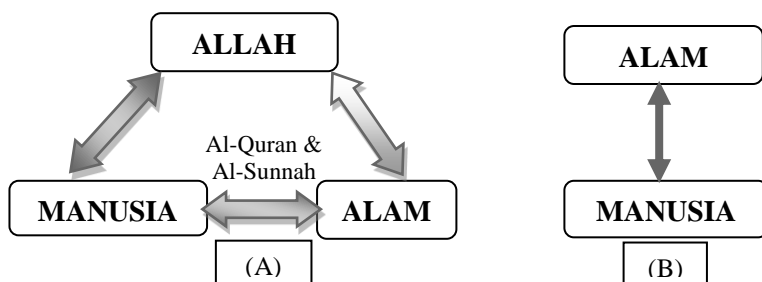 ALLAH
Al-Quran &
Al-Sunnah
MANUSIA
ALAM
(A)
ALAM
MANUSIA
(B)